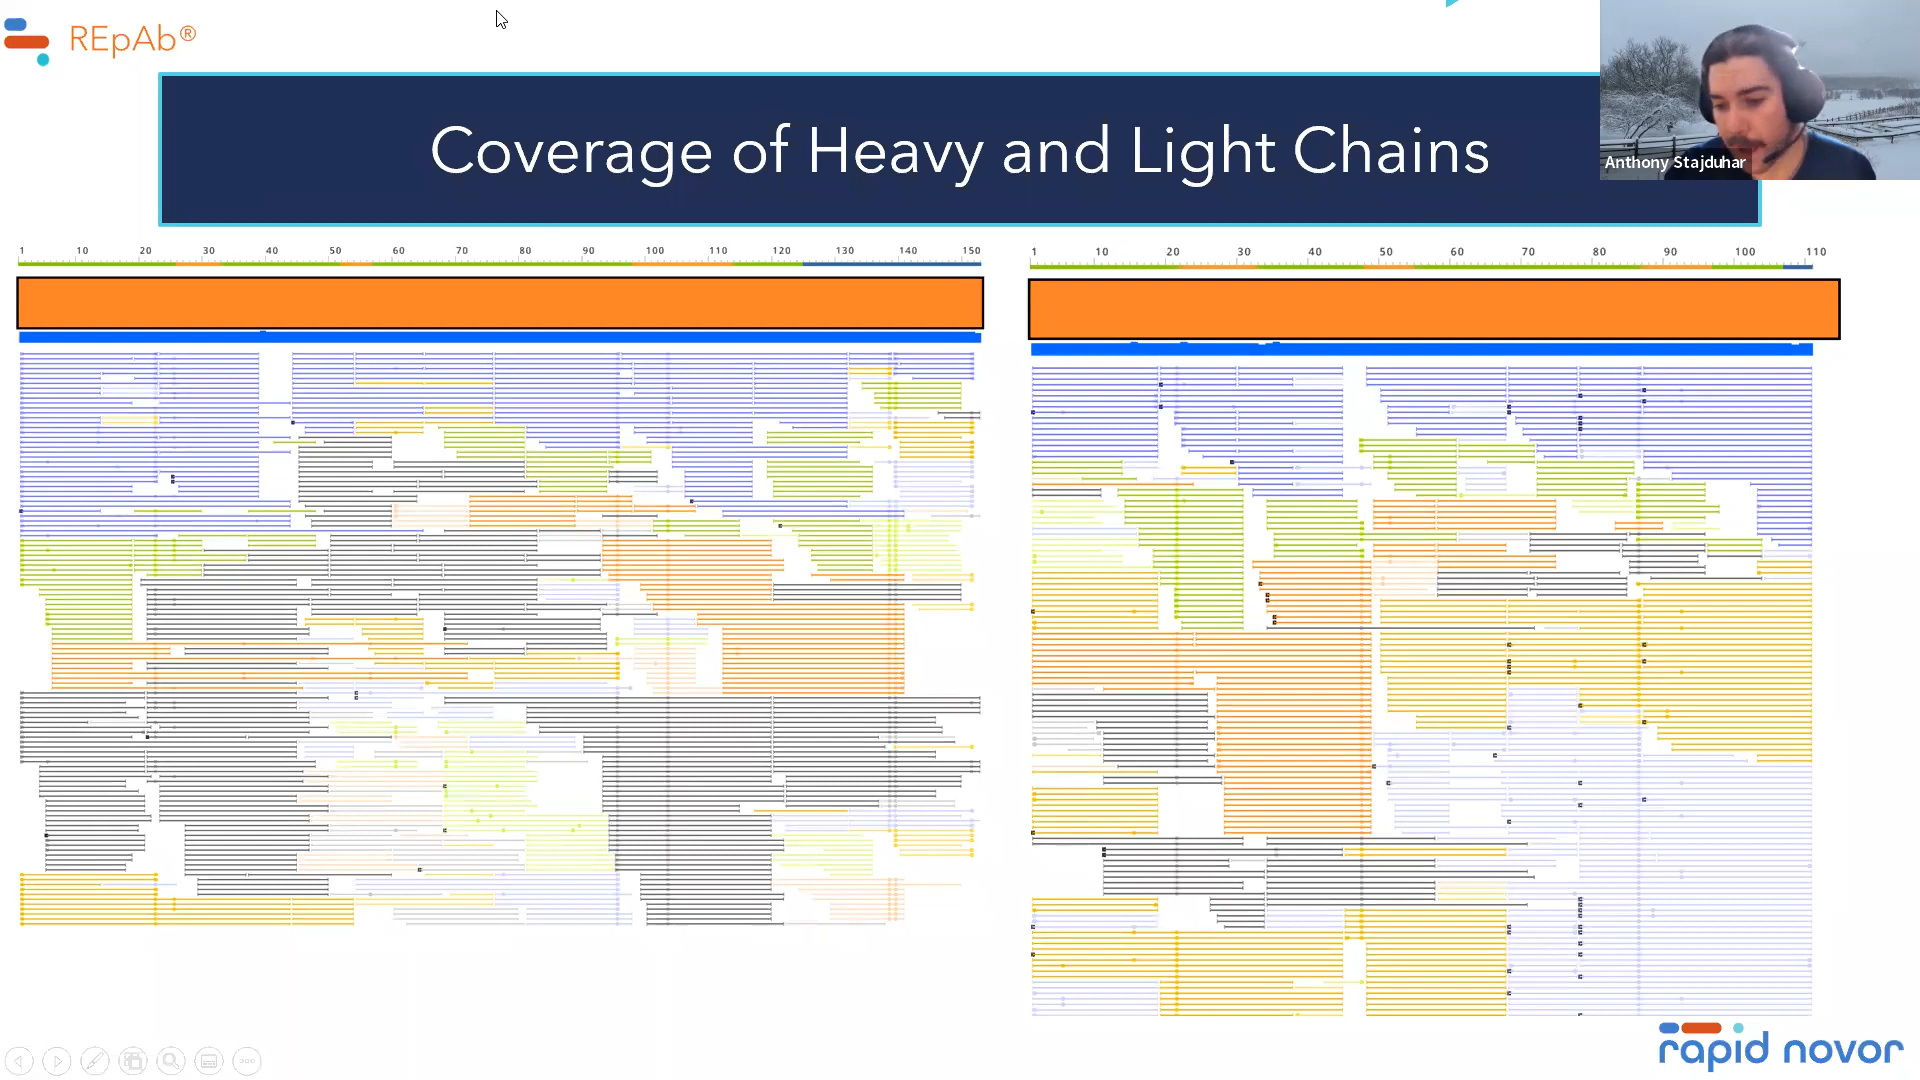 REpAb®
Coverage of Heavy and Light Chains
Anthony Stajduhar
1 10 20 30 40 50 60 70 80 90 100 110 120 130 140 150
1 10 20 30 40 50 60 70 80 90 100 110
rapid novor